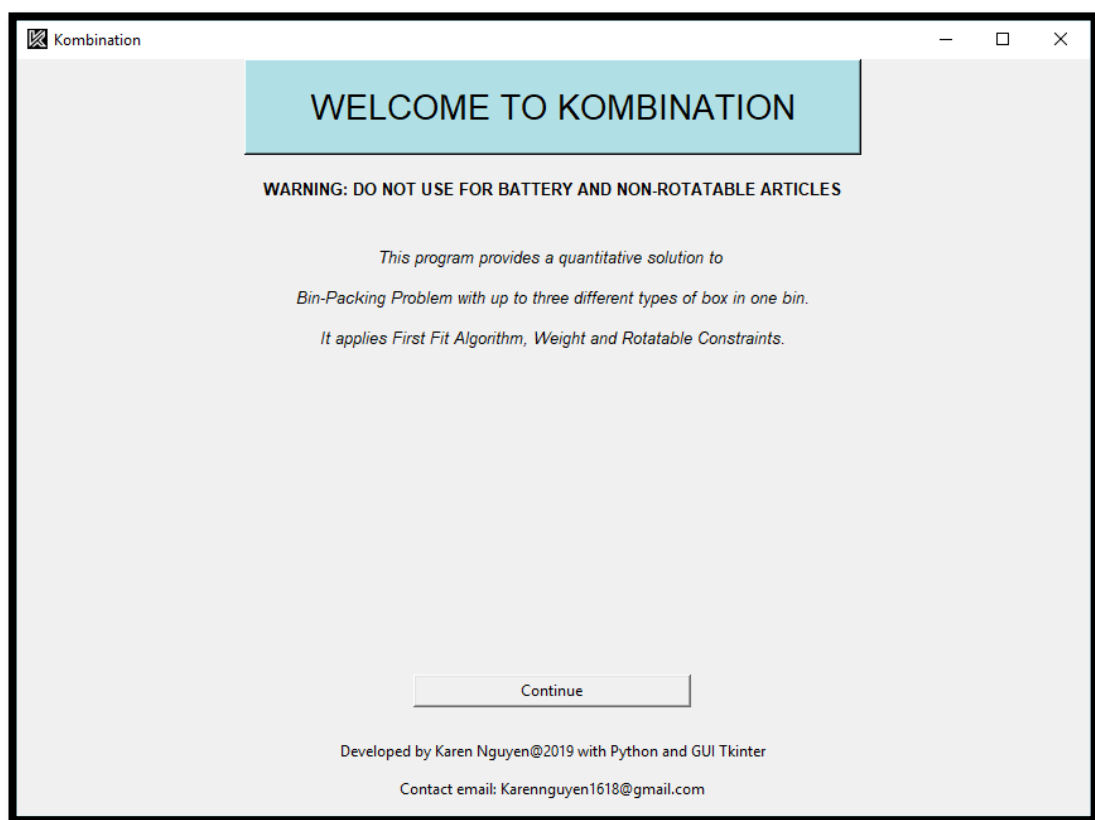 Kombination
WELCOME TO KOMBINATION
WARNING: DO NOT USE FOR BATTERY AND NON-ROTATABLE ARTICLES
This program provides a quantitative solution to
Bin-Packing Problem with up to three different types of box in one bin.
It applies First Fit Algorithm, Weight and Rotatable Constraints.
Continue
Developed by Karen Nguyen@2019 with Python and GUI Tkinter
Contact email: Karennguyen1618@gmail.com